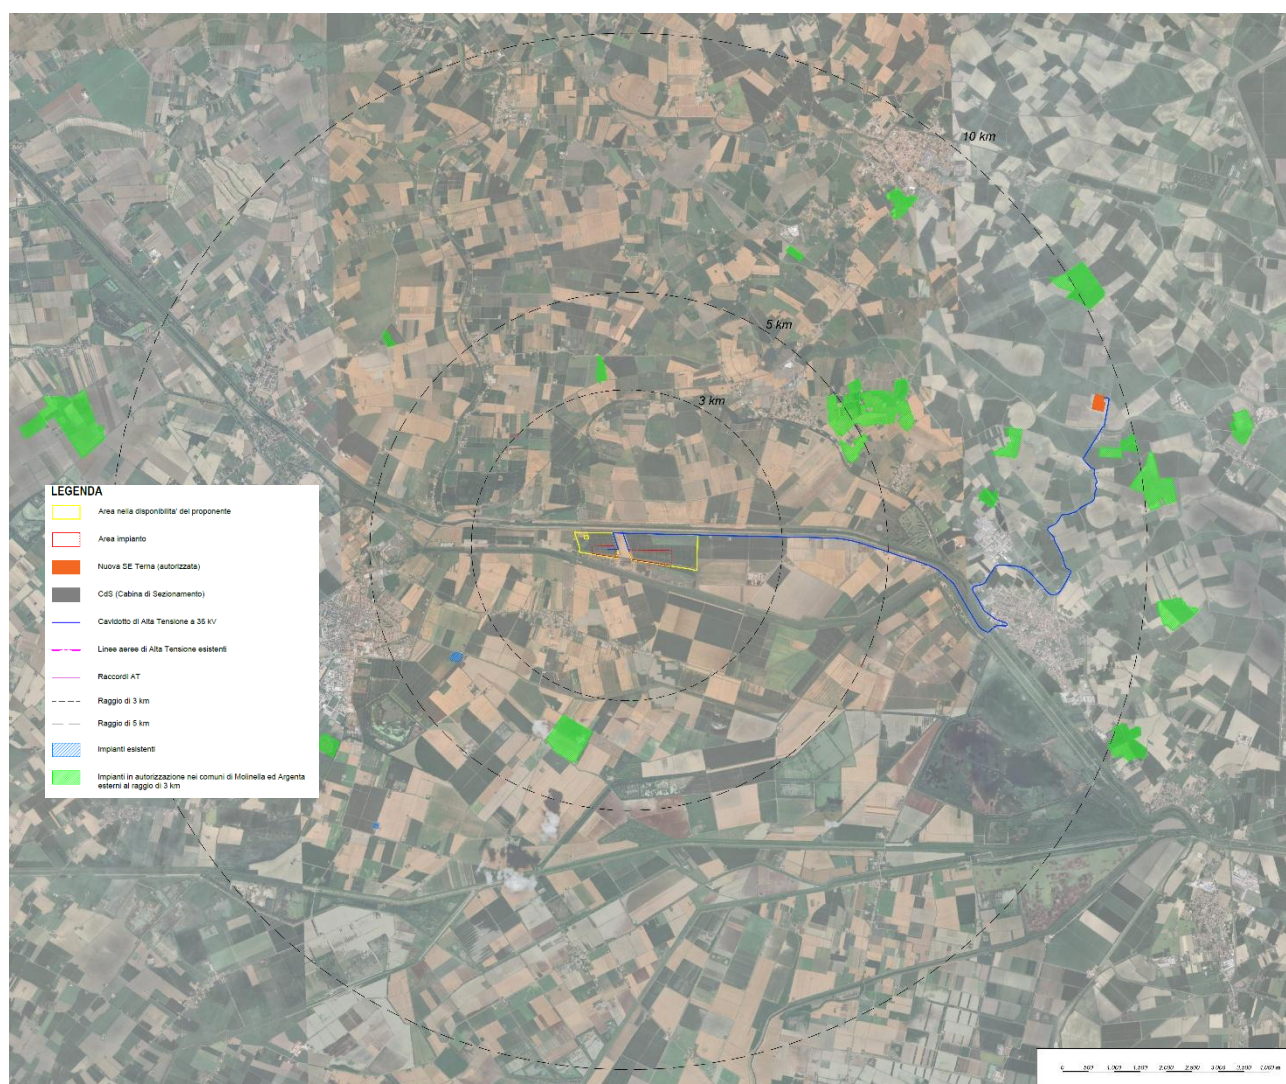 10 km
5 km
3 km
LEGENDA
Area nella disponibilita' del proponente
Area impianto
Nuova SE Terna (autorizzata)
CdS (Cabina di Sezionamento)
Cavidotto di Alta Tensione a 36 kV
Linee aeree di Alta Tensione esistenti
Raccordi AT
Raggio di 3 km
Raggio di 5 km
Impianti esistenti
Impianti in autorizzazione nei comuni di Molinella ed Argenta
esterni al raggio di 3 km